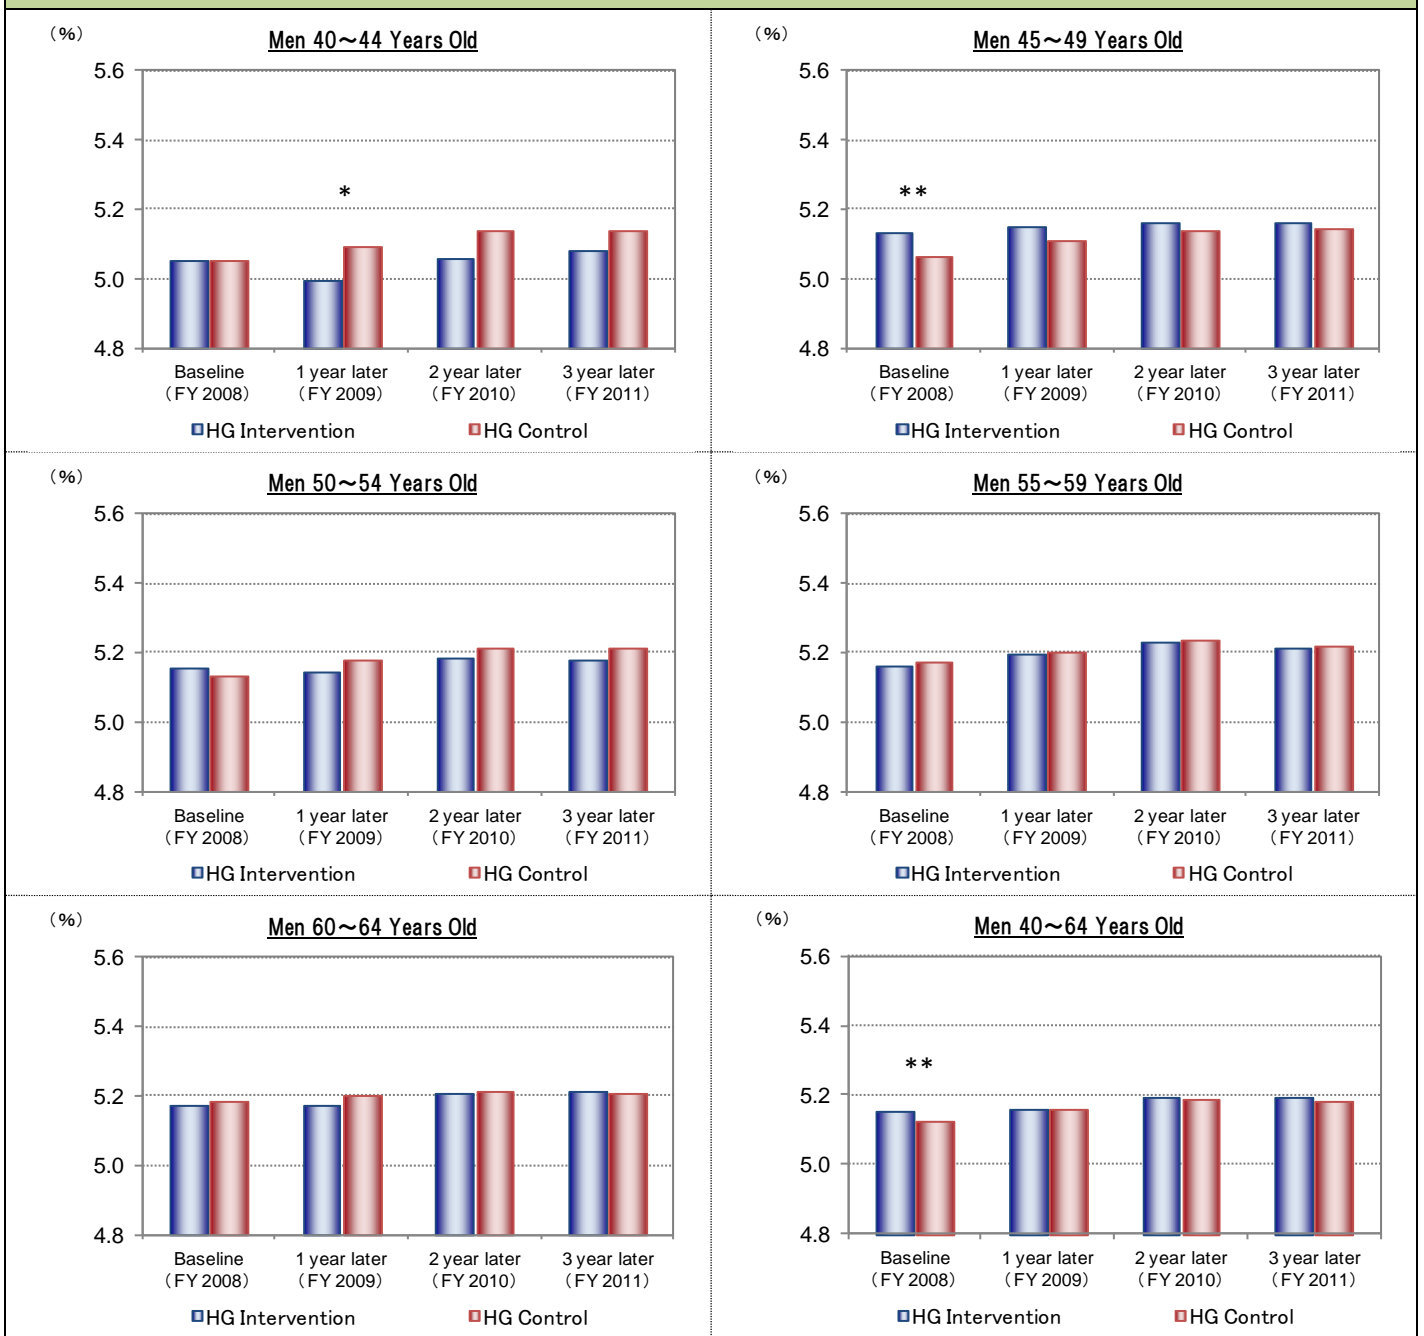 （%）
Men 40～44 Years Old
5.6
5.4
*
5.2
5.0
4.8
Baseline 1 year later 2 year later 3 year later
（FY 2008） （FY 2009） （FY 2010） （FY 2011）
HG Intervention HG Control
（%）
Men 45～49 Years Old
5.6
5.4
**
5.2
5.0
4.8
Baseline 1 year later 2 year later 3 year later
（FY 2008） （FY 2009） （FY 2010） （FY 2011）
HG Intervention HG Control
（%）
Men 50～54 Years Old
5.6
5.4
5.2
5.0
4.8
Baseline 1 year later 2 year later 3 year later
（FY 2008） （FY 2009） （FY 2010） （FY 2011）
HG Intervention HG Control
（%）
Men 55～59 Years Old
5.6
5.4
5.2
5.0
4.8
Baseline 1 year later 2 year later 3 year later
（FY 2008） （FY 2009） （FY 2010） （FY 2011）
HG Intervention HG Control
（%）
Men 60～64 Years Old
5.6
5.4
5.2
5.0
4.8
Baseline 1 year later 2 year later 3 year later
（FY 2008） （FY 2009） （FY 2010） （FY 2011）
HG Intervention HG Control
（%）
Men 40～64 Years Old
5.6
5.4
**
5.2
5.0
4.8
Baseline 1 year later 2 year later 3 year later
（FY 2008） （FY 2009） （FY 2010） （FY 2011）
HG Intervention HG Control